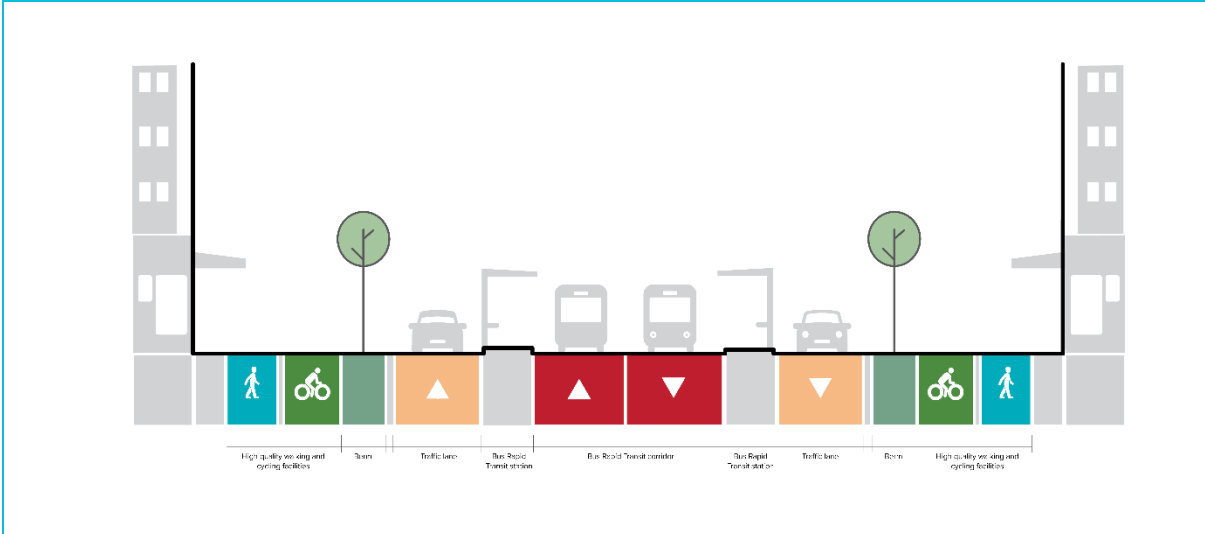 High quality walking and
cycling facilities
Berm
Traffic lane
Bus Rapid
Transit station
Bus Rapid Transit corridor
Bus Rapid
Transit station
Traffic lane
Berm
High quality walking and
cycling facilities